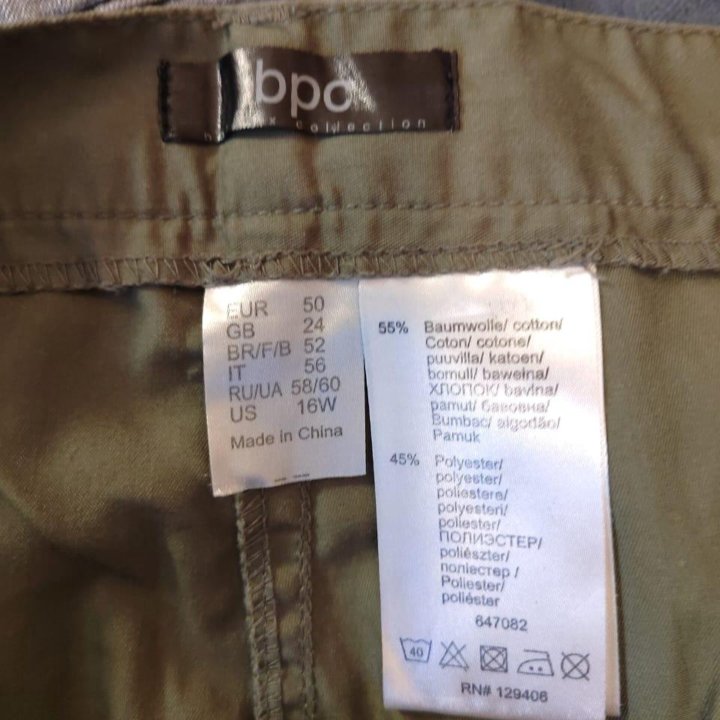 bpc
collection
EUR 50
GB 24
BR/F/B 52
IT 56
RU/UA 58/60
US 16W
Made in China
55% Baumwolle/ cotton/
Coton/ cotone/
puuvilla/ katoen/
bomull/ bawełna/
ХЛОПОК/ bavlna/
pamut/ бавовна/
Bumbac/ algodão/
Pamuk
45% Polyester/
polyester/
poliestere/
polyesteri/
poliester/
ПОЛИЭСТЕР/
poliészter/
поліестер /
Poliester/
poliéster
647082
40
RN# 129406